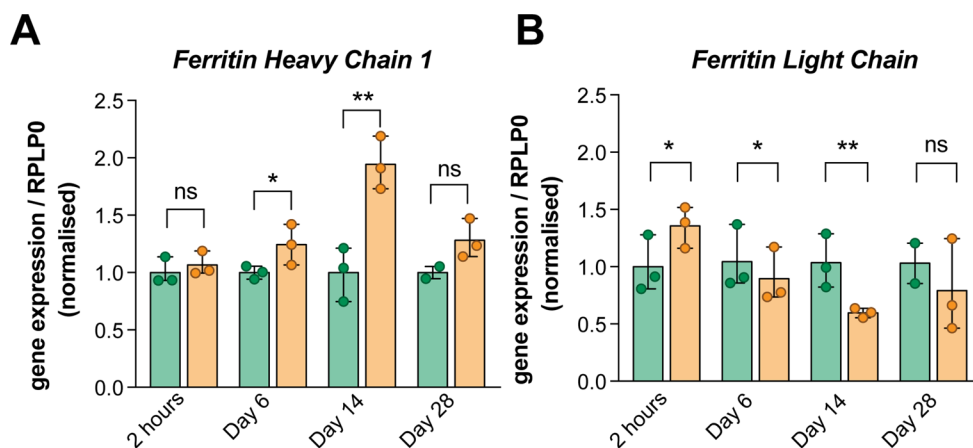 A
Ferritin Heavy Chain 1
gene expression / RPLP0
(normalised)
2.5
2.0
1.5
1.0
0.5
0.0
ns
*
**
ns
2 hours
Day 6
Day 14
Day 28
B
Ferritin Light Chain
gene expression / RPLP0
(normalised)
2.5
2.0
1.5
1.0
0.5
0.0
*
*
**
ns
2 hours
Day 6
Day 14
Day 28